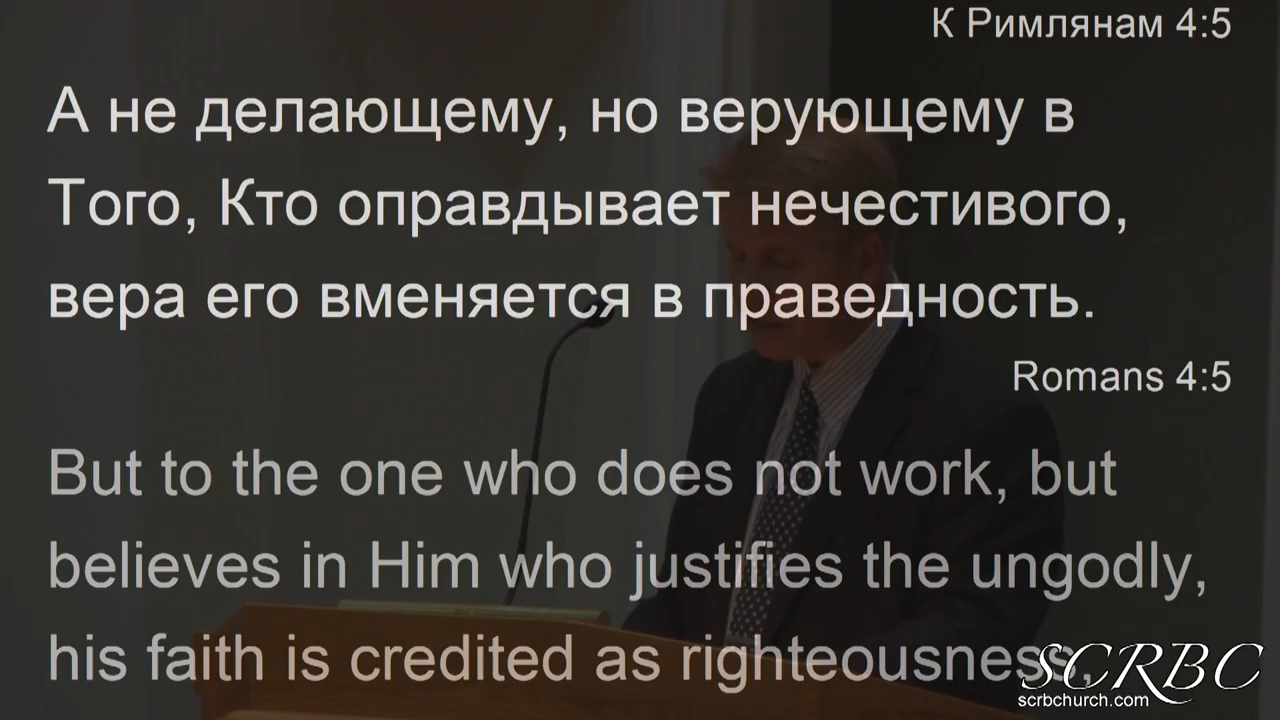 К Римлянам 4:5
А не делающему, но верующему в
Того, Кто оправдывает нечестивого,
вера его вменяется в праведность.
Romans 4:5
But to the one who does not work, but
believes in Him who justifies the ungodly,
his faith is credited as righteousness,
SCRBC
scrbchurch.com